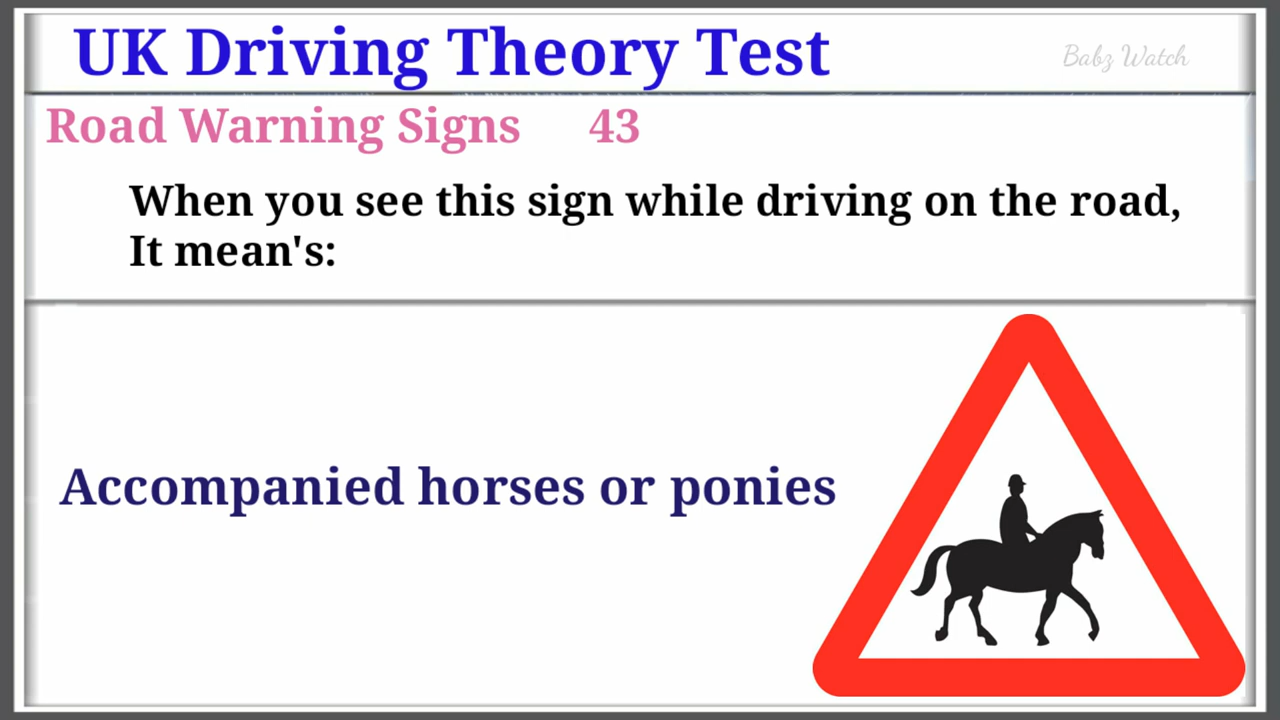 UK Driving Theory Test
Babz Watch
Road Warning Signs 43
When you see this sign while driving on the road,
It mean's:
Accompanied horses or ponies